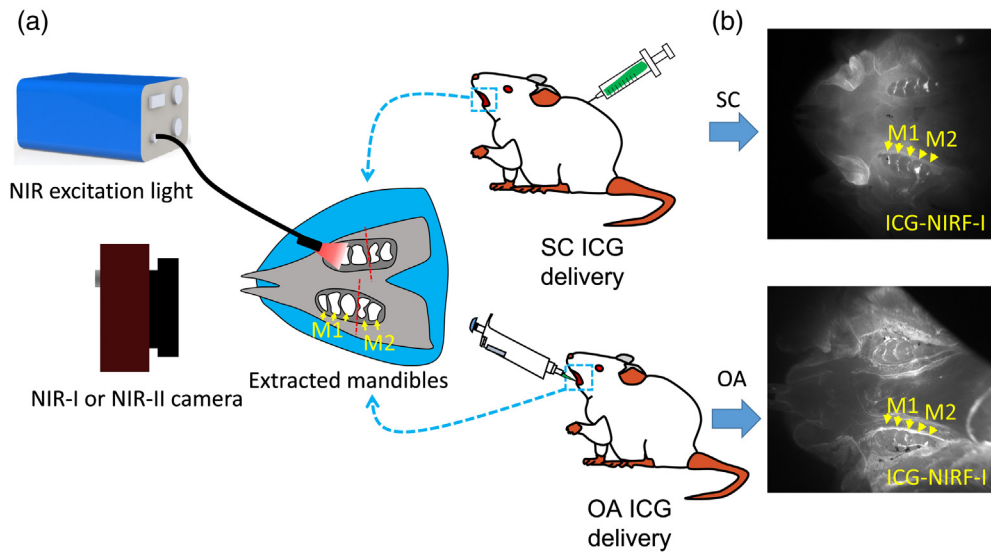 (a)
(b)
NIR excitation light
NIR-I or NIR-II camera
M1
M2
Extracted mandibles
SC ICG
delivery
OA ICG
delivery
SC
M1
M2
ICG-NIRF-I
OA
M1
M2
ICG-NIRF-I